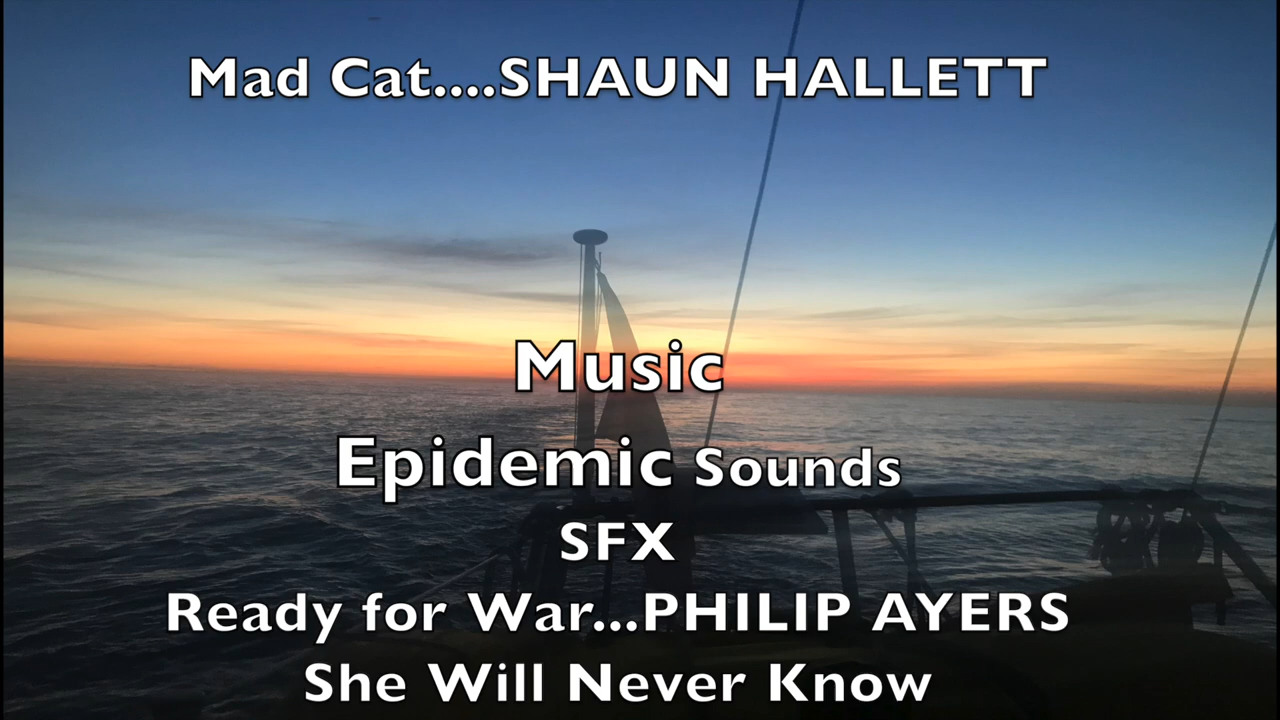 Mad Cat....SHAUN HALLETT
Music
Epidemic Sounds
SFX
Ready for War...PHILIP AYERS
She Will Never Know